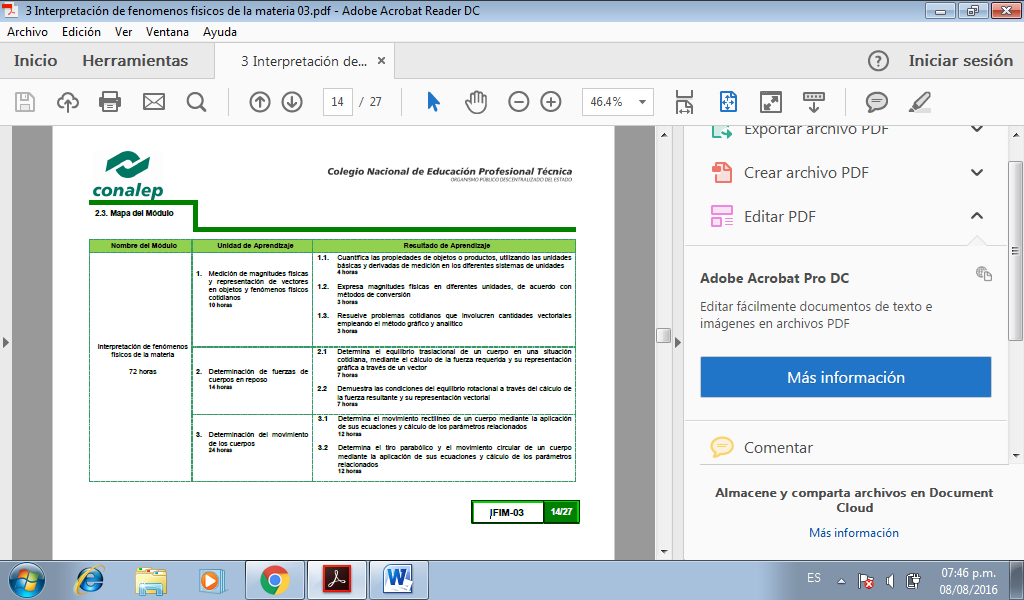 3 Interpretación de fenomenos fisicos de la materia 03.pdf - Adobe Acrobat Reader DC
Archivo Edición Ver Ventana Ayuda
Inicio Herramientas 3 Interpretación de... × Iniciar sesión
14 / 27 46.4%
conalep
Colegio Nacional de Educación Profesional Técnica
ORGANISMO PÚBLICO DESCENTRALIZADO DEL ESTADO
2.3. Mapa del Módulo
Nombre del Módulo Unidad de Aprendizaje Resultado de Aprendizaje
Interpretación de fenómenos
físicos de la materia
72 horas
1. Medición de magnitudes físicas
y representación de vectores
en objetos y fenómenos físicos
cotidianos
10 horas
1.1. Cuantifica las propiedades de objetos o productos, utilizando las unidades
básicas y derivadas de medición en los diferentes sistemas de unidades
4 horas
1.2. Expresa magnitudes físicas en diferentes unidades, de acuerdo con
métodos de conversión
3 horas
1.3. Resuelve problemas cotidianos que involucren cantidades vectoriales
empleando el método gráfico y analítico
3 horas
2. Determinación de fuerzas de
cuerpos en reposo
14 horas
2.1 Determina el equilibrio traslacional de un cuerpo en una situación
cotidiana, mediante el cálculo de la fuerza requerida y su representación
gráfica a través de un vector
7 horas
2.2 Demuestra las condiciones del equilibrio rotacional a través del cálculo de
la fuerza resultante y su representación vectorial
7 horas
3. Determinación del movimiento
de los cuerpos
24 horas
3.1 Determina el movimiento rectilíneo de un cuerpo mediante la aplicación
de sus ecuaciones y cálculo de los parámetros relacionados
12 horas
3.2 Determina el tiro parabólico y el movimiento circular de un cuerpo
mediante la aplicación de sus ecuaciones y cálculo de los parámetros
relacionados
12 horas
IFIM-03 14/27
Exportar archivo PDF
Crear archivo PDF
Editar PDF
Adobe Acrobat Pro DC
Editar fácilmente documentos de texto e
imágenes en archivos PDF
Más información
Comentar
Almacene y comparta archivos en Document
Cloud
Más información
ES
07:46 p.m.
08/08/2016